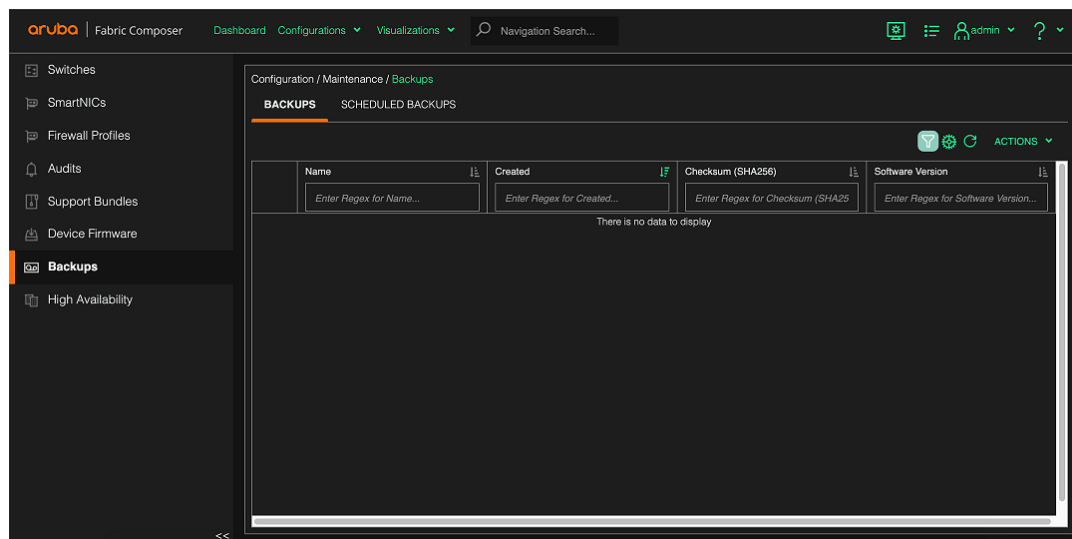 aruba | Fabric Composer Dashboard Configurations Visualizations Navigation Search... admin ?
Switches
SmartNICs
Firewall Profiles
Audits
Support Bundles
Device Firmware
Backups
High Availability
<<
Configuration / Maintenance / Backups
BACKUPS SCHEDULED BACKUPS
ACTIONS
Name Created Checksum (SHA256) Software Version
Enter Regex for Name... Enter Regex for Created... Enter Regex for Checksum (SHA25 Enter Regex for Software Version...
There is no data to display